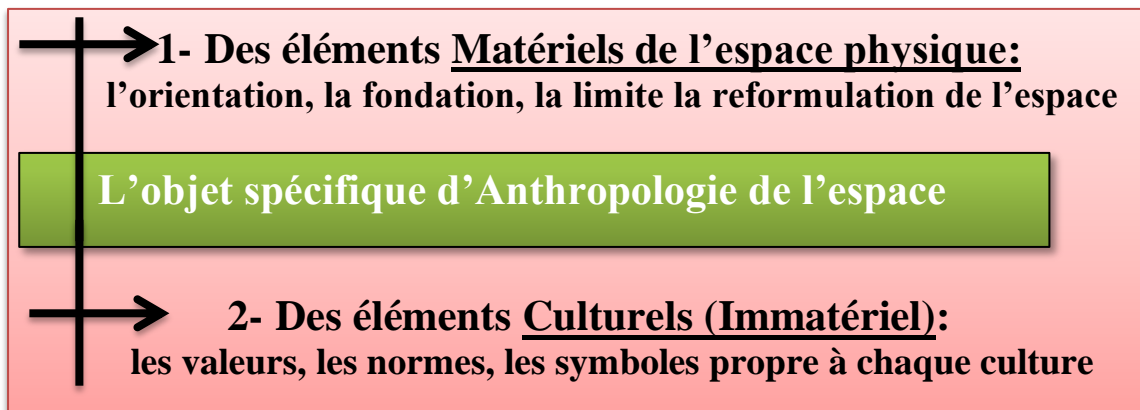 1- Des éléments Matériels de l’espace physique:
l’orientation, la fondation, la limite la reformulation de l’espace
L’objet spécifique d’Anthropologie de l’espace
2- Des éléments Culturels (Immatériel):
les valeurs, les normes, les symboles propre à chaque culture